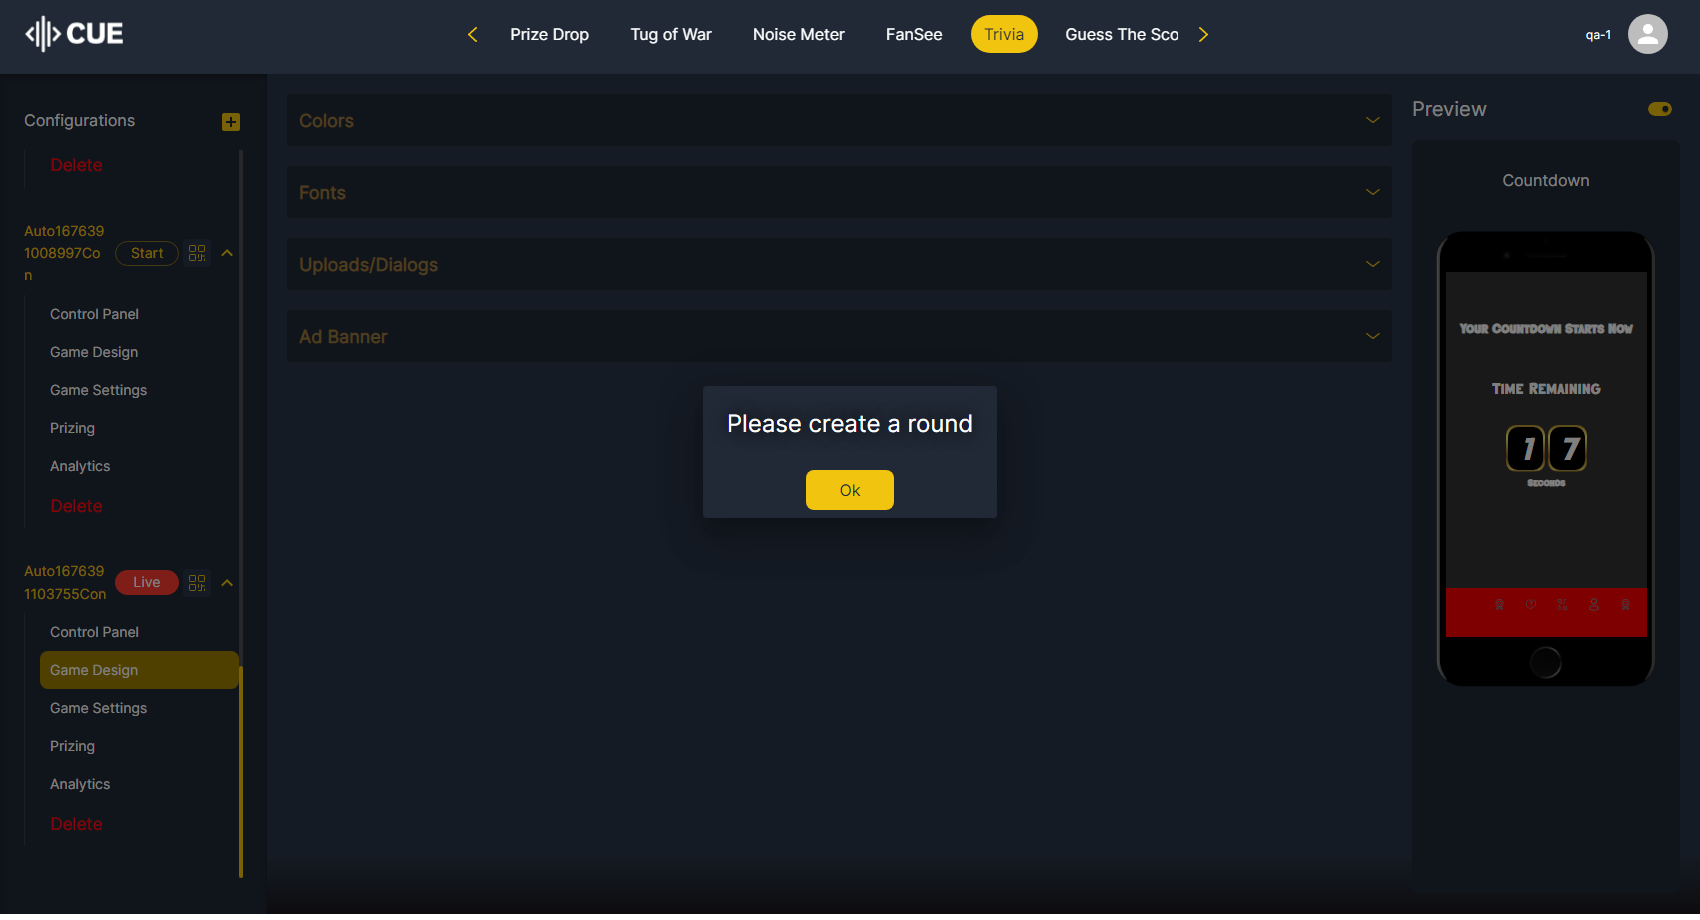 CUE
Prize Drop
Tug of War
Noise Meter
FanSee
Trivia
Guess The Sco
qa-1
Configurations
Delete
Auto167639
1008997Co
n
Start
Control Panel
Game Design
Game Settings
Prizing
Analytics
Delete
Auto167639
1103755Con
Live
Control Panel
Game Design
Game Settings
Prizing
Analytics
Delete
Colors
Fonts
Uploads/Dialogs
Ad Banner
Please create a round
Ok
Preview
Countdown
Your Countdown Starts Now
Time Remaining
17
Seconds